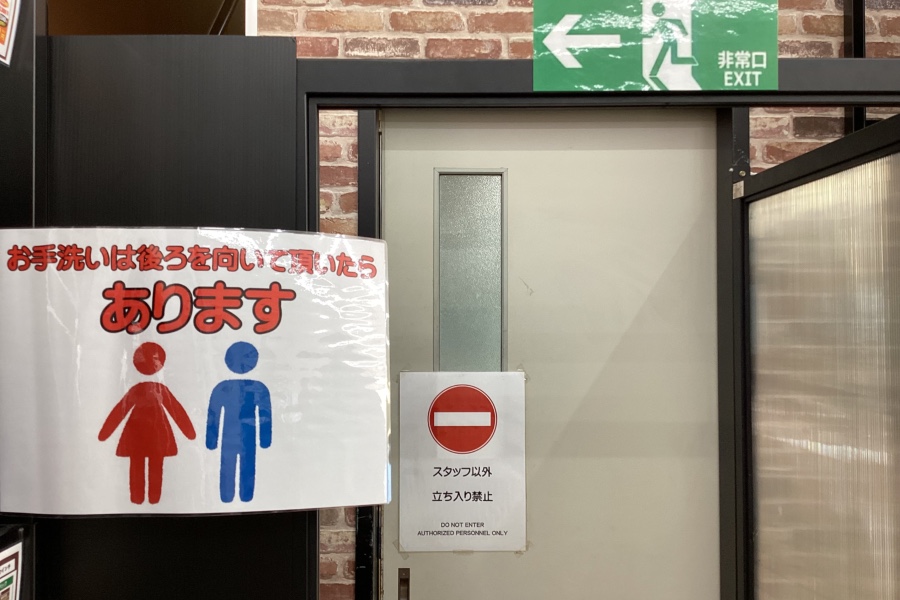 非常口
EXIT
お手洗いは後ろを向いて頂いたら
あります
スタッフ以外
立ち入り禁止
DO NOT ENTER
AUTHORIZED PERSONNEL ONLY